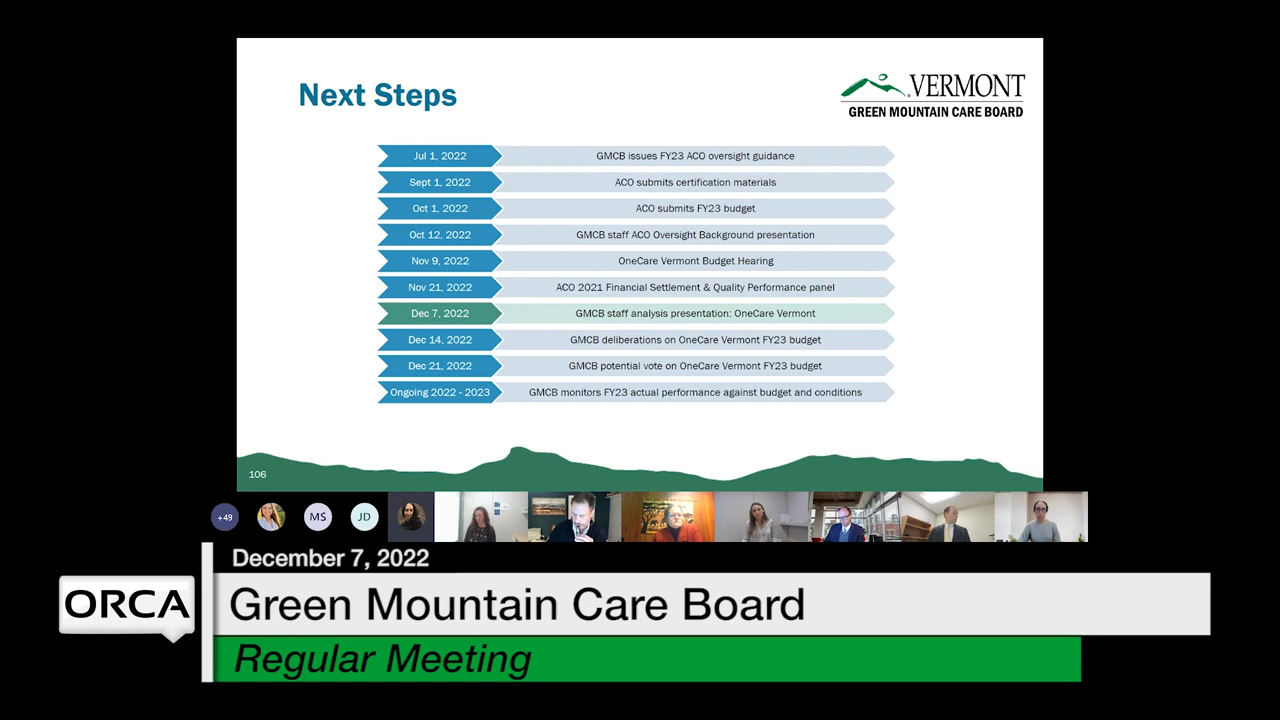 Next Steps
VERMONT
GREEN MOUNTAIN CARE BOARD
Jul 1, 2022 GMCB issues FY23 ACO oversight guidance
Sept 1, 2022 ACO submits certification materials
Oct 1, 2022 ACO submits FY23 budget
Oct 12, 2022 GMCB staff ACO Oversight Background presentation
Nov 9, 2022 OneCare Vermont Budget Hearing
Nov 21, 2022 ACO 2021 Financial Settlement & Quality Performance panel
Dec 7, 2022 GMCB staff analysis presentation: OneCare Vermont
Dec 14, 2022 GMCB deliberations on OneCare Vermont FY23 budget
Dec 21, 2022 GMCB potential vote on OneCare Vermont FY23 budget
Ongoing 2022 - 2023 GMCB monitors FY23 actual performance against budget and conditions
106
+49 MS JD
December 7, 2022
ORCA
Green Mountain Care Board
Regular Meeting